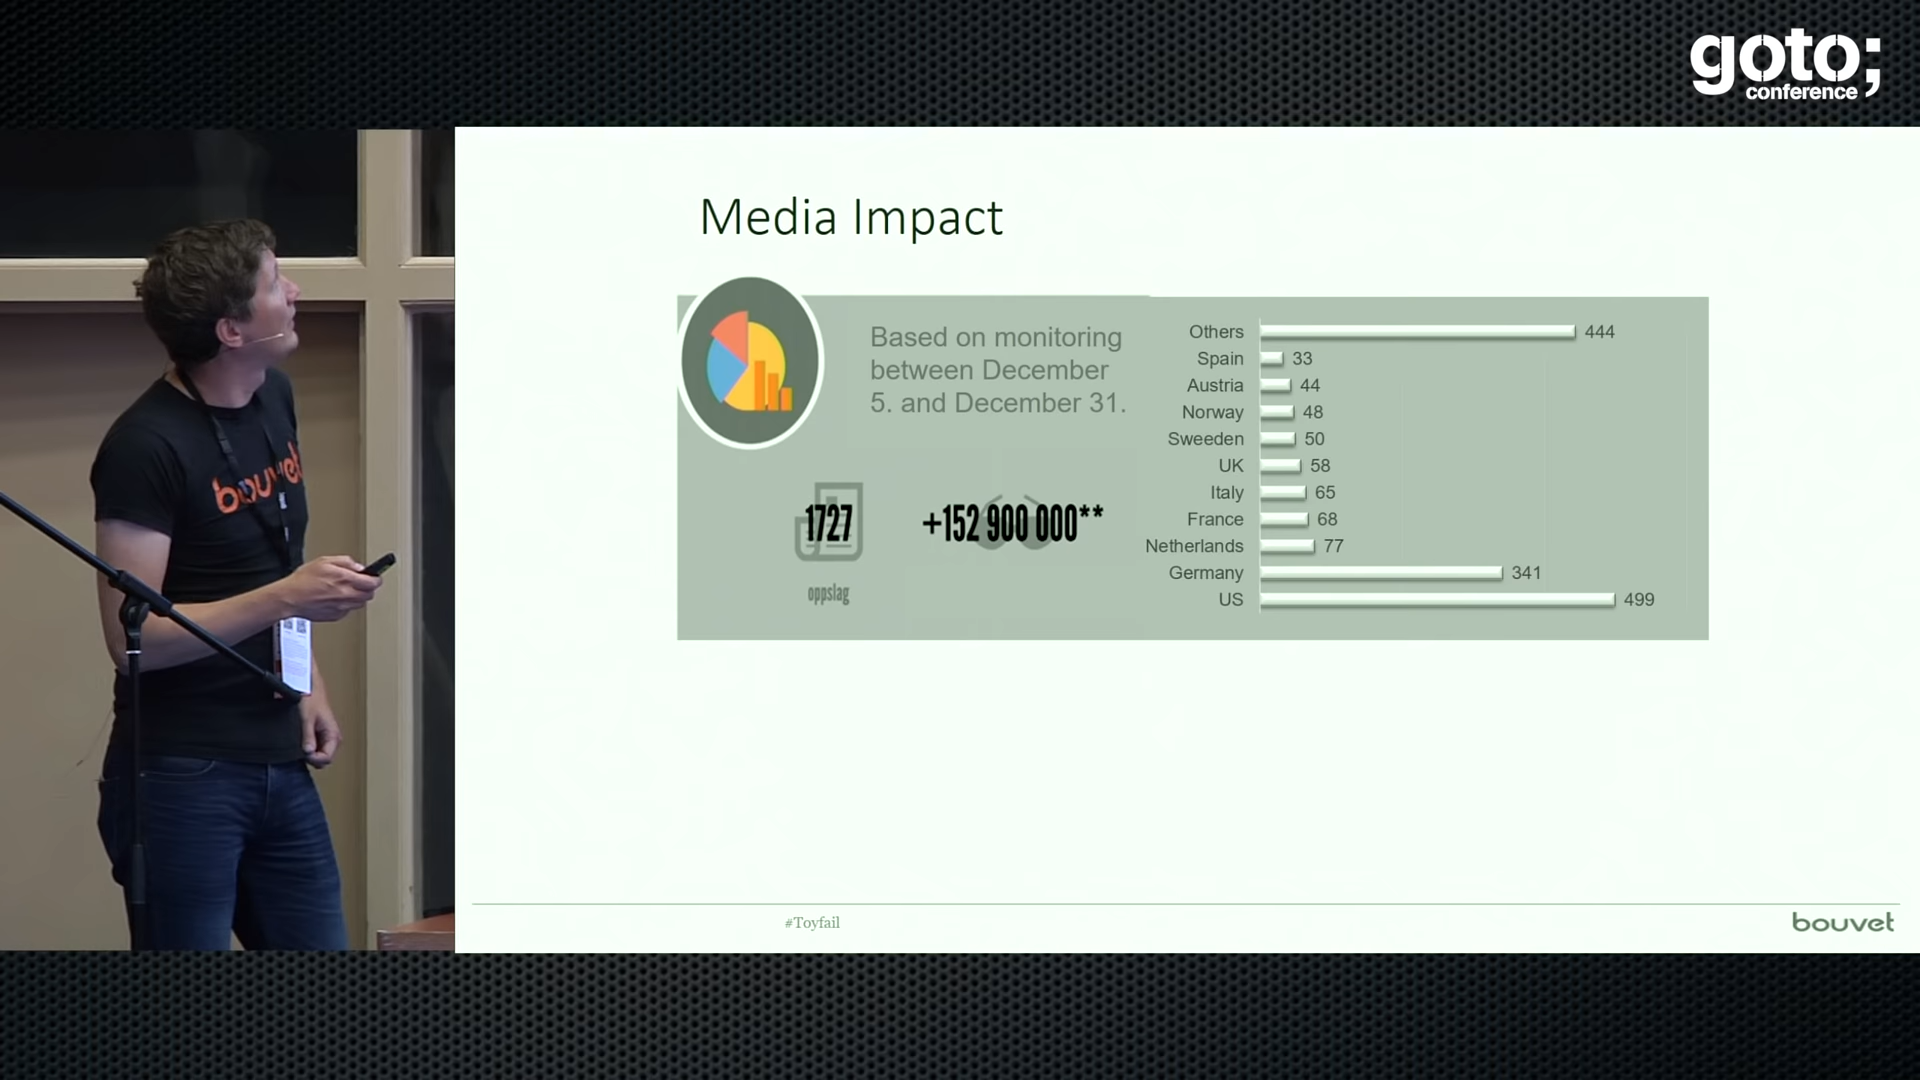 goto;
conference
bouvet
Media Impact
Based on monitoring
between December
5. and December 31.
1727
+152 900 000**
oppslag
Others 444
Spain 33
Austria 44
Norway 48
Sweeden 50
UK 58
Italy 65
France 68
Netherlands 77
Germany 341
US 499
#Toyfail
bouvet